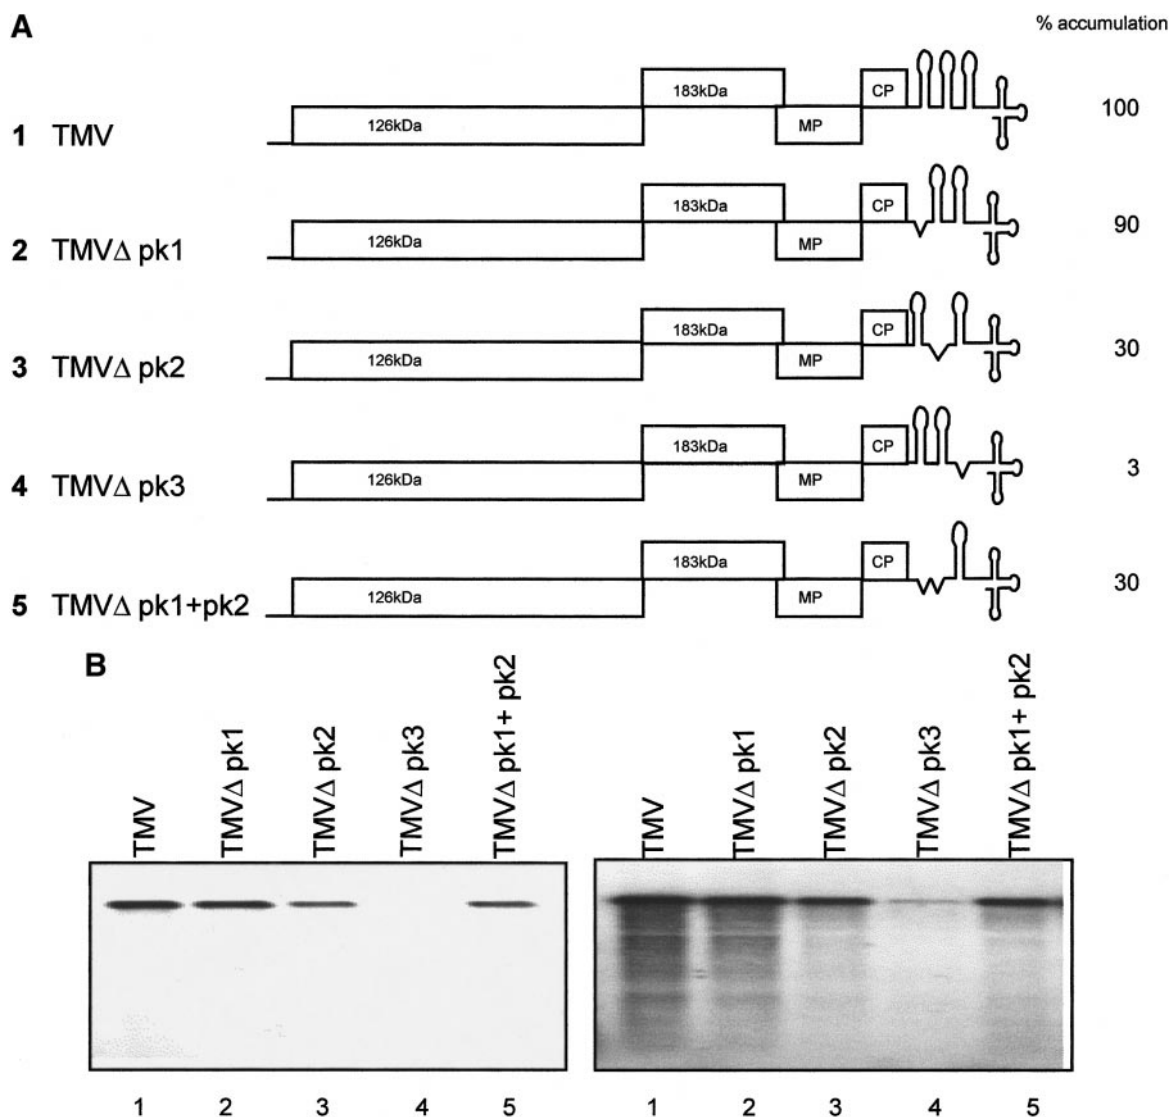 A
% accumulation
183kDa CP
126kDa MP
1 TMV 100
183kDa CP
126kDa MP
2 TMVΔ pk1 90
183kDa CP
126kDa MP
3 TMVΔ pk2 30
183kDa CP
126kDa MP
4 TMVΔ pk3 3
183kDa CP
126kDa MP
5 TMVΔ pk1+pk2 30
B
TMV TMVΔ pk1 TMVΔ pk2 TMVΔ pk3 TMVΔ pk1+ pk2 TMV TMVΔ pk1 TMVΔ pk2 TMVΔ pk3 TMVΔ pk1+ pk2
1 2 3 4 5 1 2 3 4 5